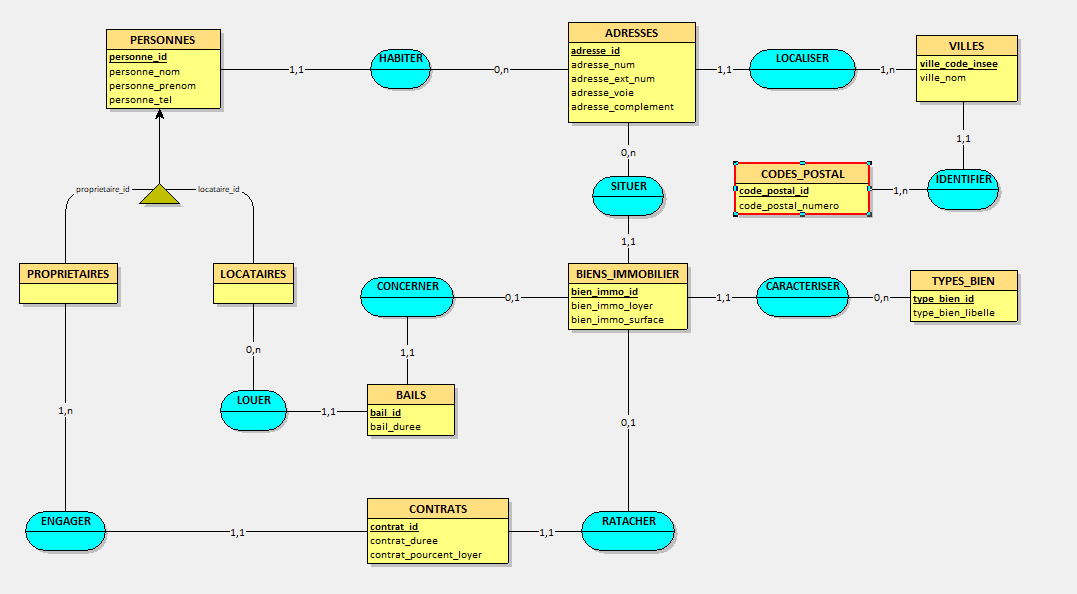 PERSONNES
personne_id
personne_nom
personne_prenom
personne_tel
1,1
HABITER
0,n
ADRESSES
adresse_id
adresse_num
adresse_ext_num
adresse_voie
adresse_complement
1,1
LOCALISER
1,n
VILLES
ville_code_insee
ville_nom
1,1
0,n
CODES_POSTAL
code_postal_id
code_postal_numero
1,n
IDENTIFIER
proprietaire_id
locataire_id
SITUER
1,1
PROPRIETAIRES
LOCATAIRES
CONCERNER
0,1
BIENS_IMMOBILIER
bien_immo_id
bien_immo_loyer
bien_immo_surface
1,1
CARACTERISER
0,n
TYPES_BIEN
type_bien_id
type_bien_libelle
0,n
1,1
LOUER
1,1
BAILS
bail_id
bail_duree
1,n
0,1
ENGAGER
1,1
CONTRATS
contrat_id
contrat_duree
contrat_pourcent_loyer
1,1
RATACHER